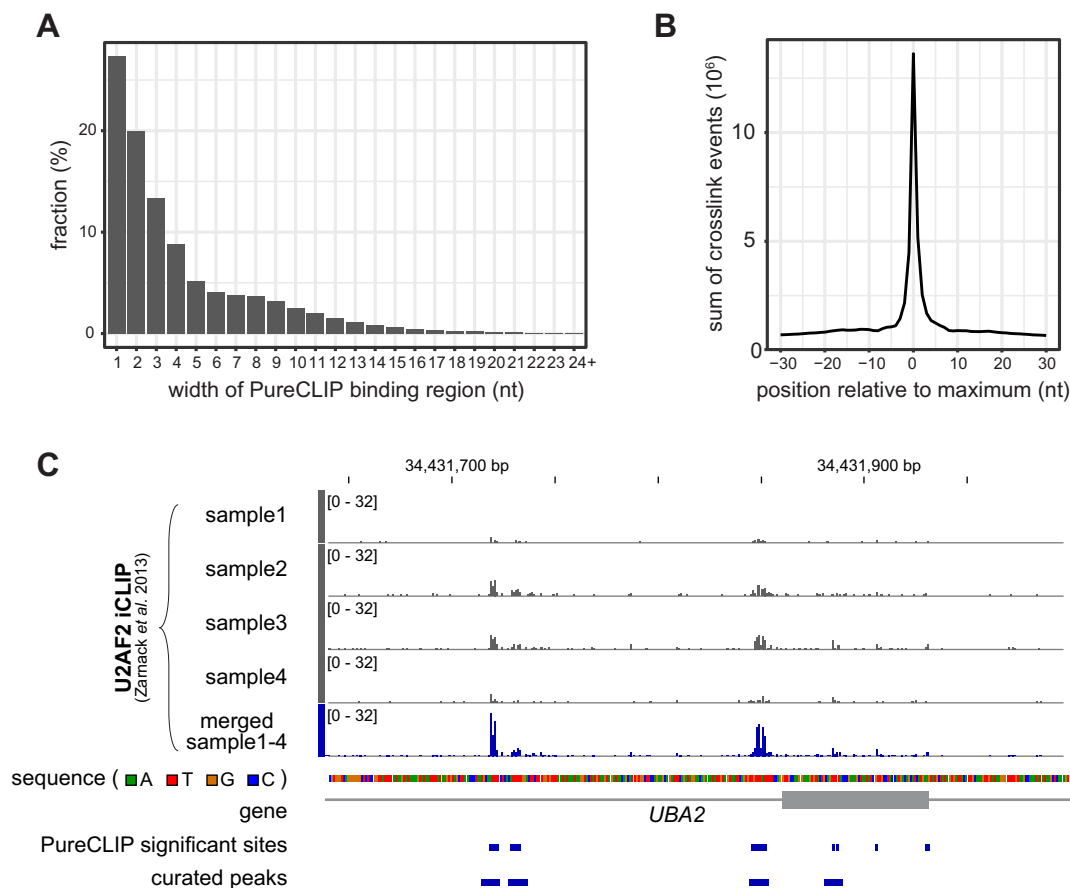 A
fraction (%)
20
10
0
1 2 3 4 5 6 7 8 9 10 11 12 13 14 15 16 17 18 19 20 21 22 23 24+
width of PureCLIP binding region (nt)
B
sum of crosslink events (10⁶)
10
5
0
−30 −20 −10 0 10 20 30
position relative to maximum (nt)
C
34,431,700 bp 34,431,900 bp
U2AF2 iCLIP
(Zarnack et al. 2013)
sample1 [0 - 32]
sample2 [0 - 32]
sample3 [0 - 32]
sample4 [0 - 32]
merged [0 - 32]
sample1-4
sequence ( A T G C )
gene
UBA2
PureCLIP significant sites
curated peaks